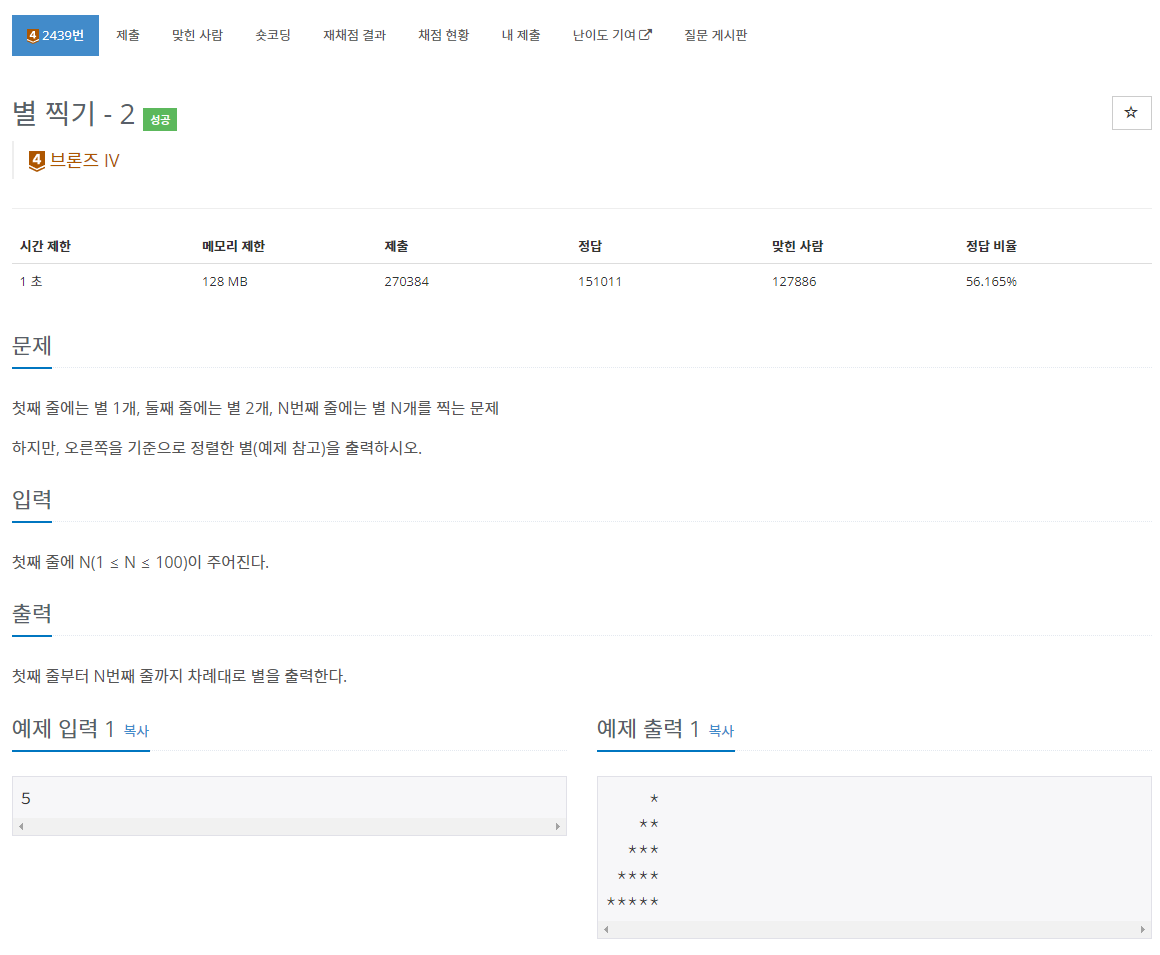 4 2439번 제출 맞힌 사람 숏코딩 재채점 결과 채점 현황 내 제출 난이도 기여 질문 게시판
별 찍기 - 2 성공
4 브론즈 IV
시간 제한 메모리 제한 제출 정답 맞힌 사람 정답 비율
1 초 128 MB 270384 151011 127886 56.165%
문제
첫째 줄에는 별 1개, 둘째 줄에는 별 2개, N번째 줄에는 별 N개를 찍는 문제
하지만, 오른쪽을 기준으로 정렬한 별(예제 참고)을 출력하시오.
입력
첫째 줄에 N(1 ≤ N ≤ 100)이 주어진다.
출력
첫째 줄부터 N번째 줄까지 차례대로 별을 출력한다.
예제 입력 1 복사
5
예제 출력 1 복사
    *
   **
  ***
 ****
*****